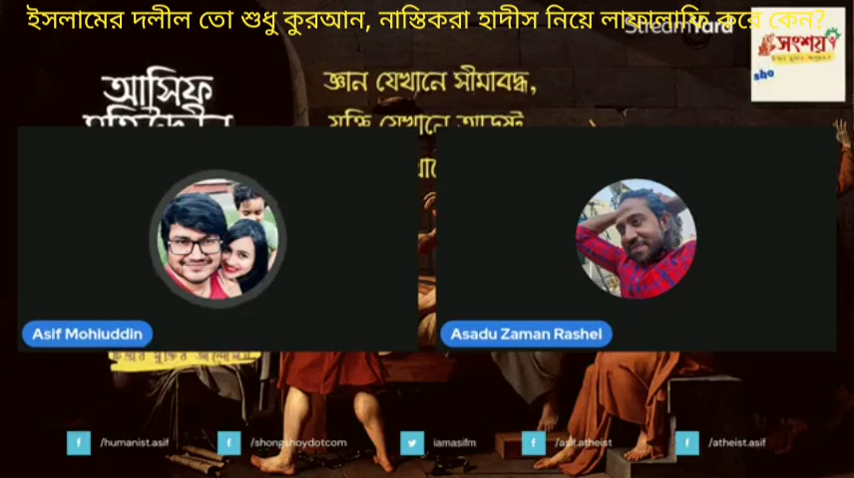 ইসলামের দলীল তো শুধু কুরআন, নাস্তিকরা হাদীস নিয়ে লাফালাফি করে কেন?
StreamYard
সংশয়
sho
আসিফ
জ্ঞান যেখানে সীমাবদ্ধ,
যেখানে
Asif Mohiuddin
Asadu Zaman Rashel
/humanist.asif
/shongshoydotcom
iamasifm
/asif.atheist
/atheist.asif